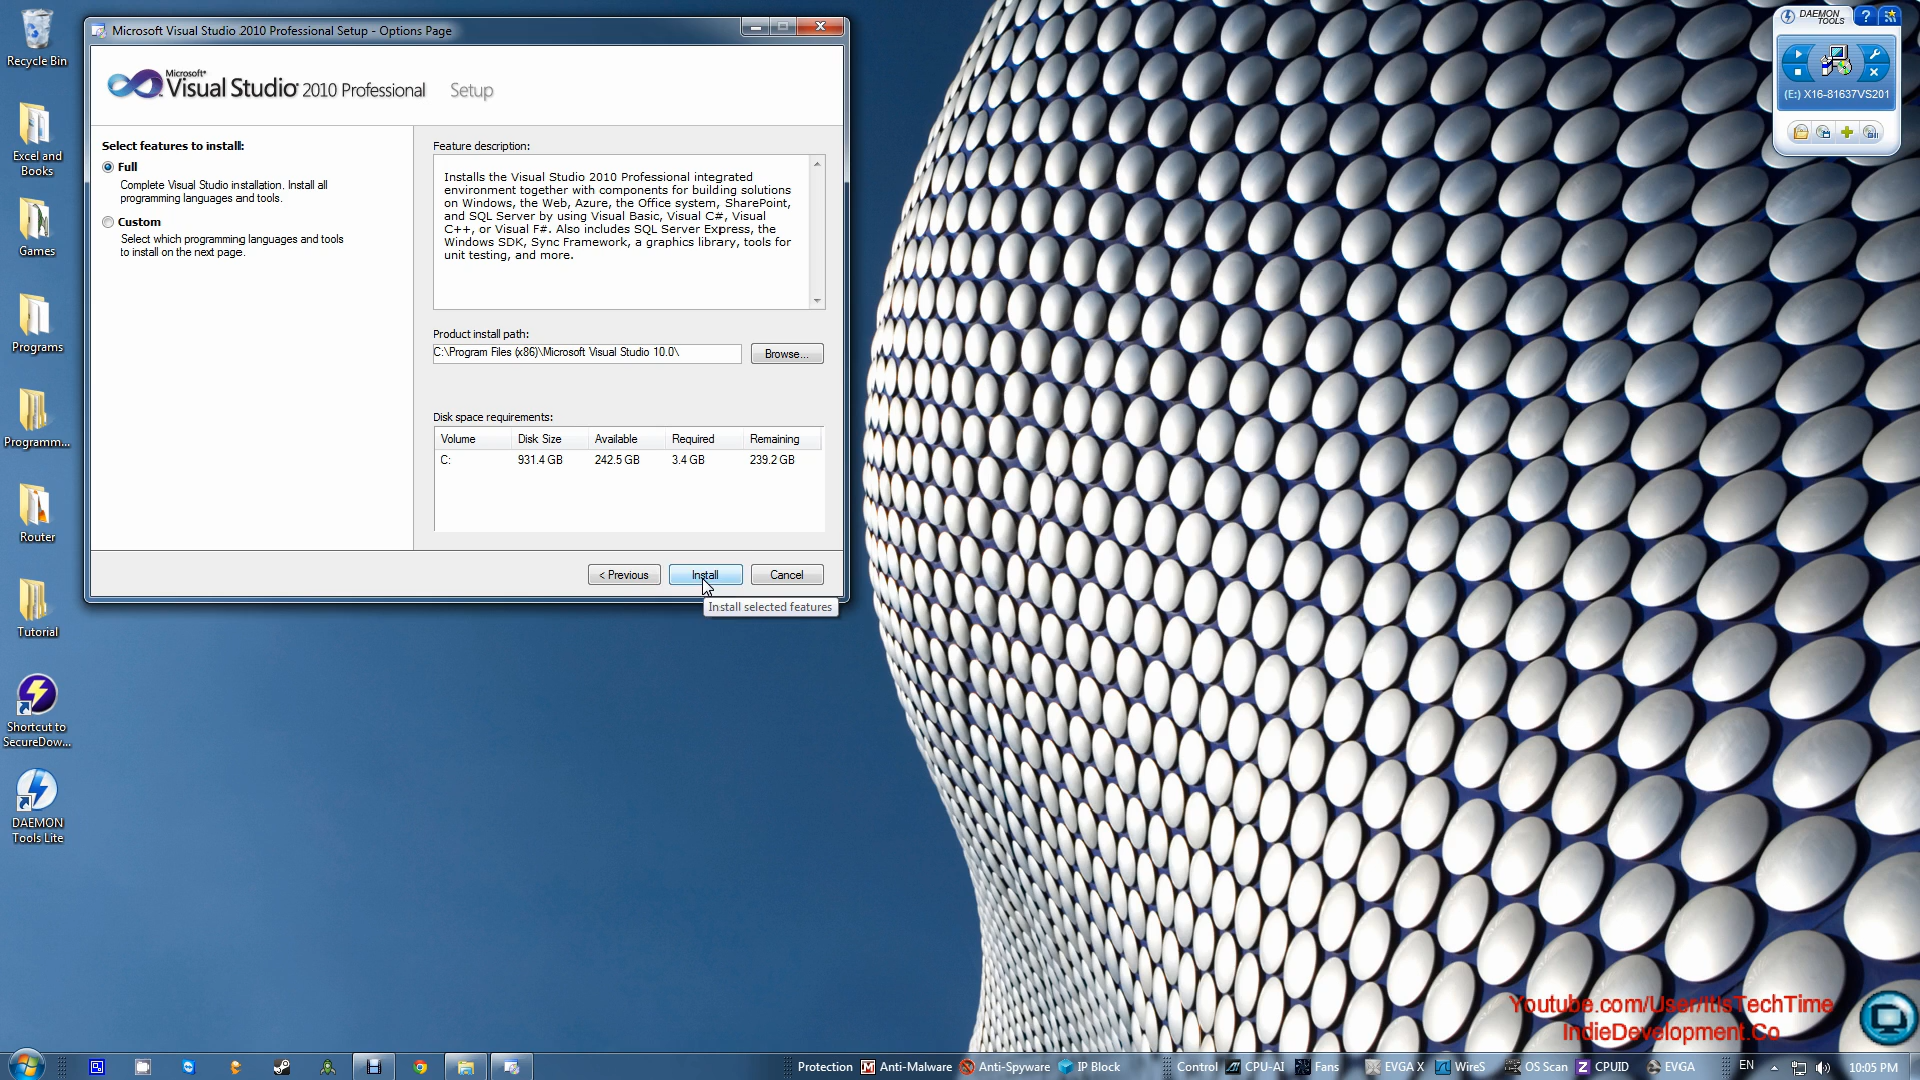 Recycle Bin
Excel and
Books
Games
Programs
Programm...
Router
Tutorial
Shortcut to
SecureDow...
DAEMON
Tools Lite
Microsoft Visual Studio 2010 Professional Setup - Options Page
Microsoft®
Visual Studio® 2010 Professional Setup
Select features to install:
Full
Complete Visual Studio installation. Install all
programming languages and tools.
Custom
Select which programming languages and tools
to install on the next page.
Feature description:
Installs the Visual Studio 2010 Professional integrated
environment together with components for building solutions
on Windows, the Web, Azure, the Office system, SharePoint,
and SQL Server by using Visual Basic, Visual C#, Visual
C++, or Visual F#. Also includes SQL Server Express, the
Windows SDK, Sync Framework, a graphics library, tools for
unit testing, and more.
Product install path:
C:\Program Files (x86)\Microsoft Visual Studio 10.0\
Browse...
Disk space requirements:
Volume Disk Size Available Required Remaining
C: 931.4 GB 242.5 GB 3.4 GB 239.2 GB
< Previous Install Cancel
Install selected features
DAEMON
TOOLS
?
(E:) X16-81637VS201
Youtube.com/User/ItIsTechTime
IndieDevelopment.Co
Protection Anti-Malware Anti-Spyware IP Block Control CPU-AI Fans EVGA X WireS OS Scan CPUID EVGA EN 10:05 PM